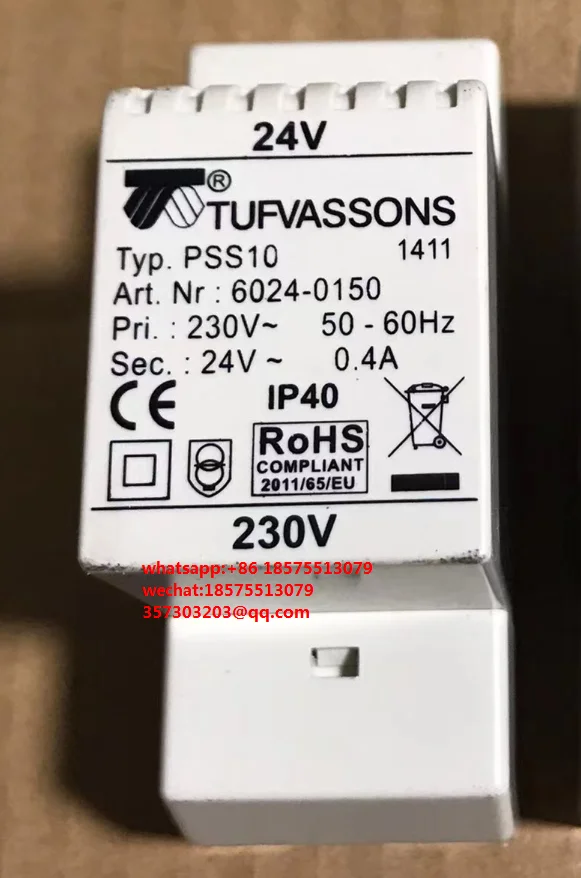 24V
® TUFVASSONS
Typ. PSS10 1411
Art. Nr : 6024-0150
Pri. : 230V~ 50 - 60Hz
Sec. : 24V ~ 0.4A
CE IP40
RoHS
COMPLIANT
2011/65/EU
230V
whatsapp:+86 18575513079
wechat:18575513079
357303203@qq.com